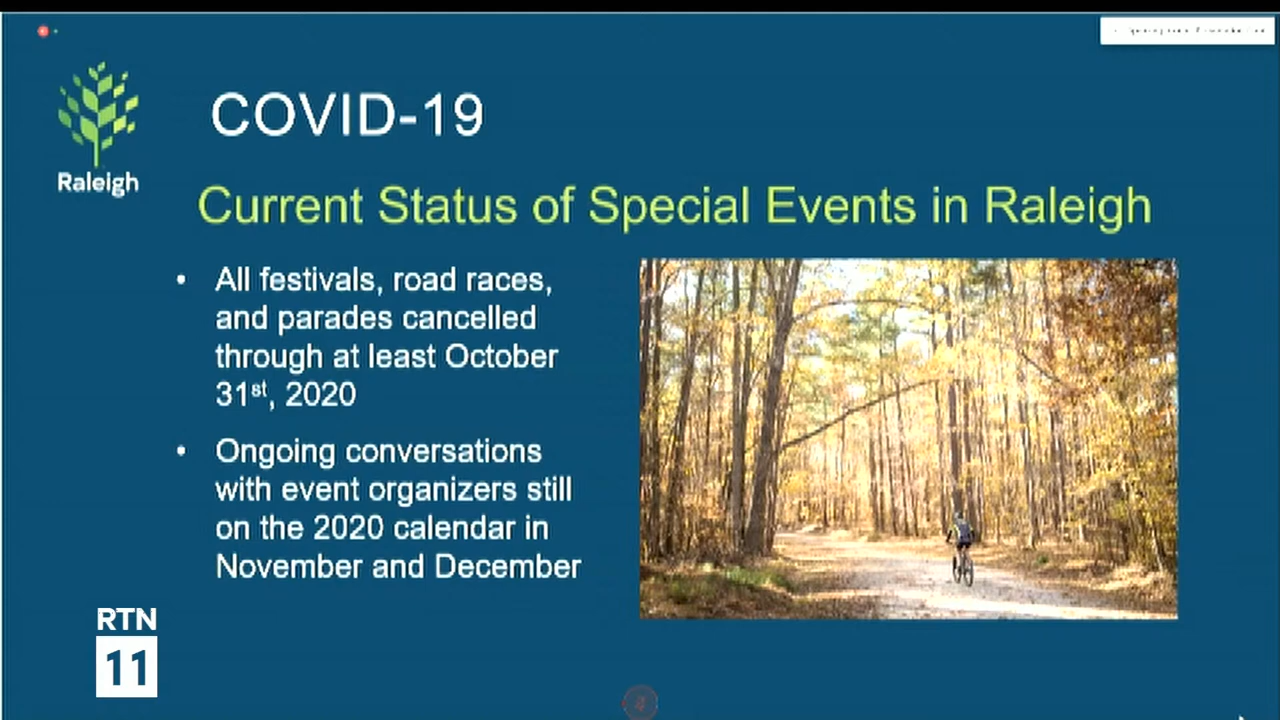 COVID-19
Raleigh
Current Status of Special Events in Raleigh
• All festivals, road races,
and parades cancelled
through at least October
31st, 2020
• Ongoing conversations
with event organizers still
on the 2020 calendar in
November and December
RTN
11
4